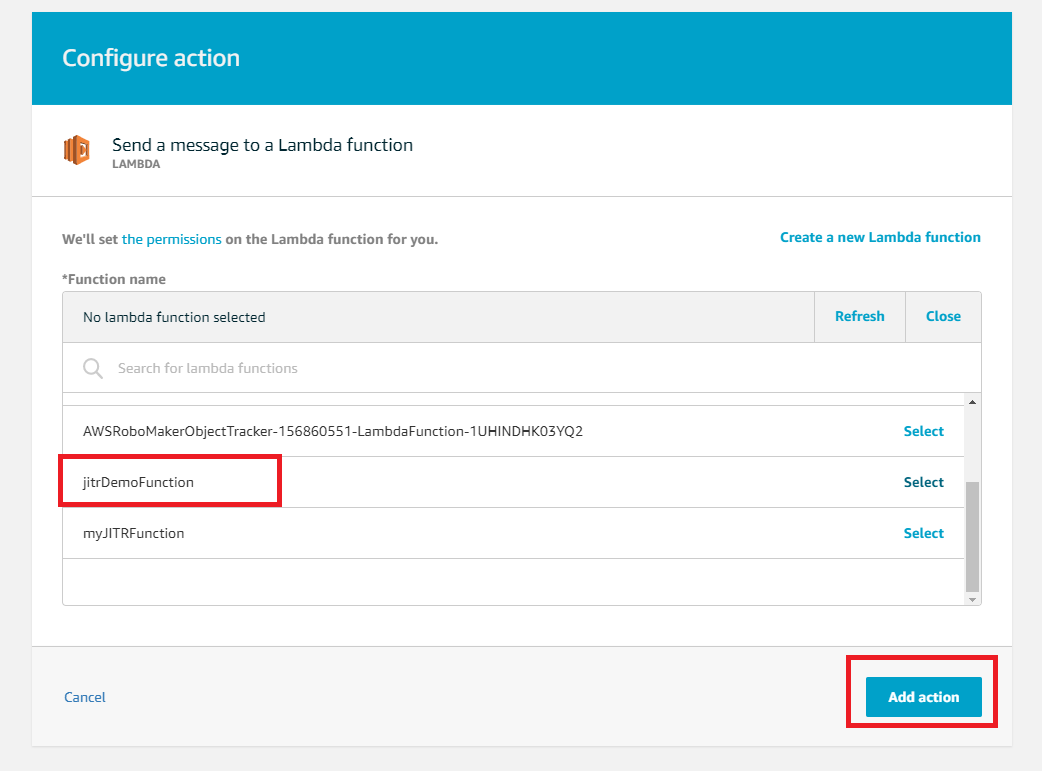 Configure action
Send a message to a Lambda function
LAMBDA
We'll set the permissions on the Lambda function for you.
Create a new Lambda function
*Function name
No lambda function selected
Refresh
Close
Search for lambda functions
AWSRoboMakerObjectTracker-156860551-LambdaFunction-1UHINDHK03YQ2
Select
jitrDemoFunction
Select
myJITRFunction
Select
Cancel
Add action